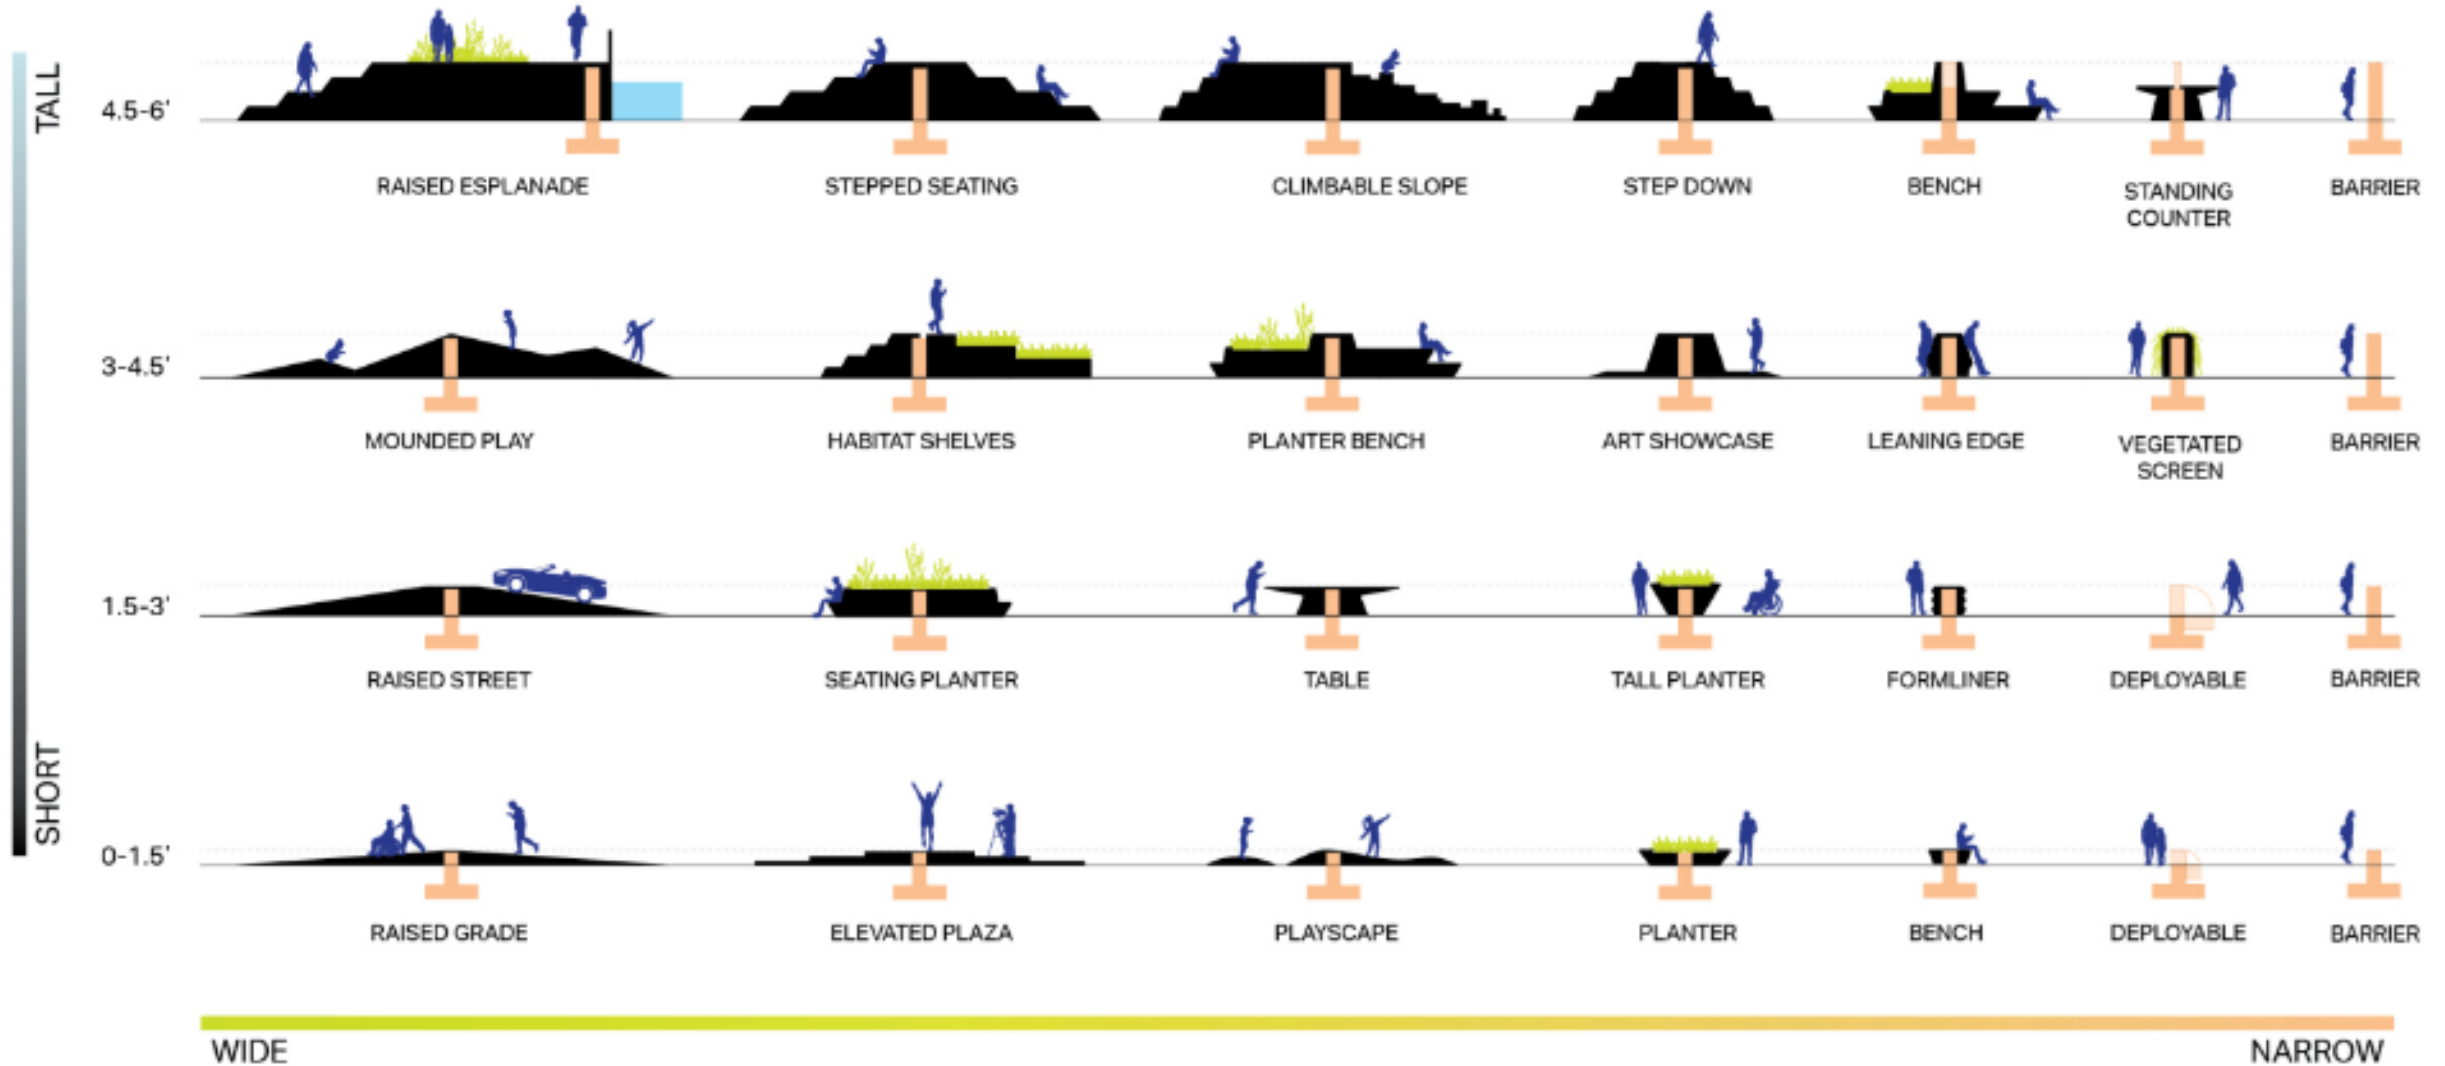 TALL
4.5-6'
RAISED ESPLANADE
STEPPED SEATING
CLIMBABLE SLOPE
STEP DOWN
BENCH
STANDING
COUNTER
BARRIER
3-4.5'
MOUNDED PLAY
HABITAT SHELVES
PLANTER BENCH
ART SHOWCASE
LEANING EDGE
VEGETATED
SCREEN
BARRIER
1.5-3'
RAISED STREET
SEATING PLANTER
TABLE
TALL PLANTER
FORMLINER
DEPLOYABLE
BARRIER
SHORT
0-1.5'
RAISED GRADE
ELEVATED PLAZA
PLAYSCAPE
PLANTER
BENCH
DEPLOYABLE
BARRIER
WIDE
NARROW